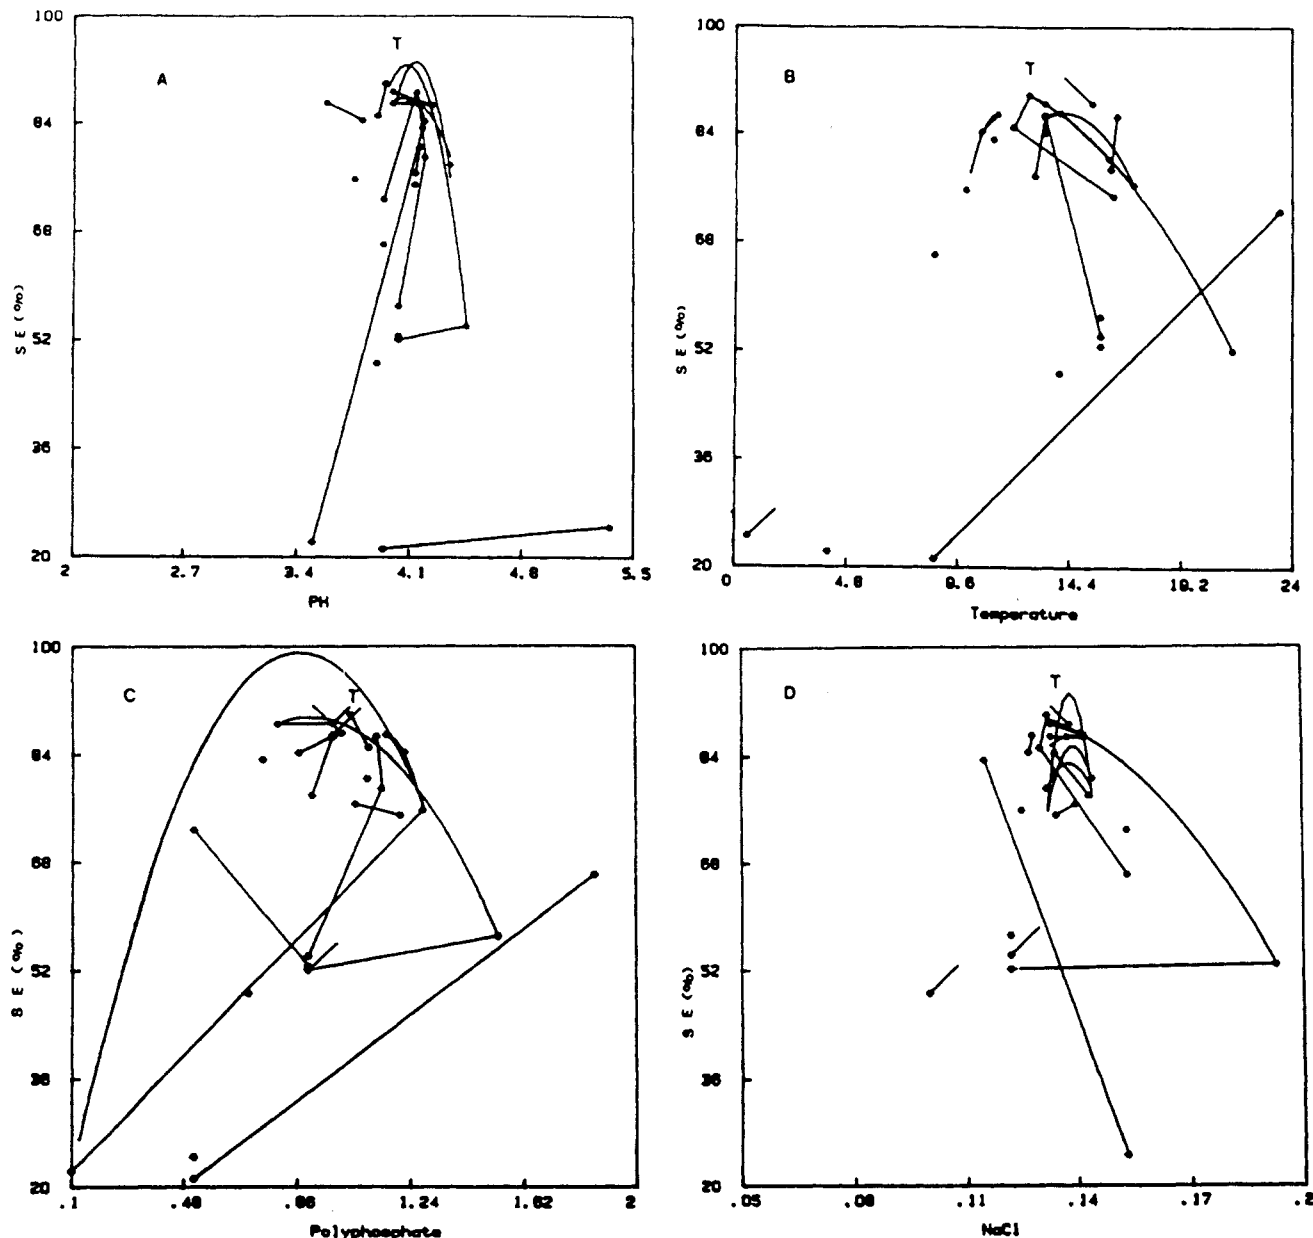 100
84
68
52
36
20
S E (%)
A
T
2 2.7 3.4 4.1 4.8 5.5
PH
100
84
68
52
36
20
S E (%)
B
T
0 4.8 9.6 14.4 19.2 24
Temperature
100
84
68
52
36
20
S E (%)
C
T
.1 .48 .86 1.24 1.62 2
Polyphosphate
100
84
68
52
36
20
S E (%)
D
T
.05 .08 .11 .14 .17 .2
NaCl